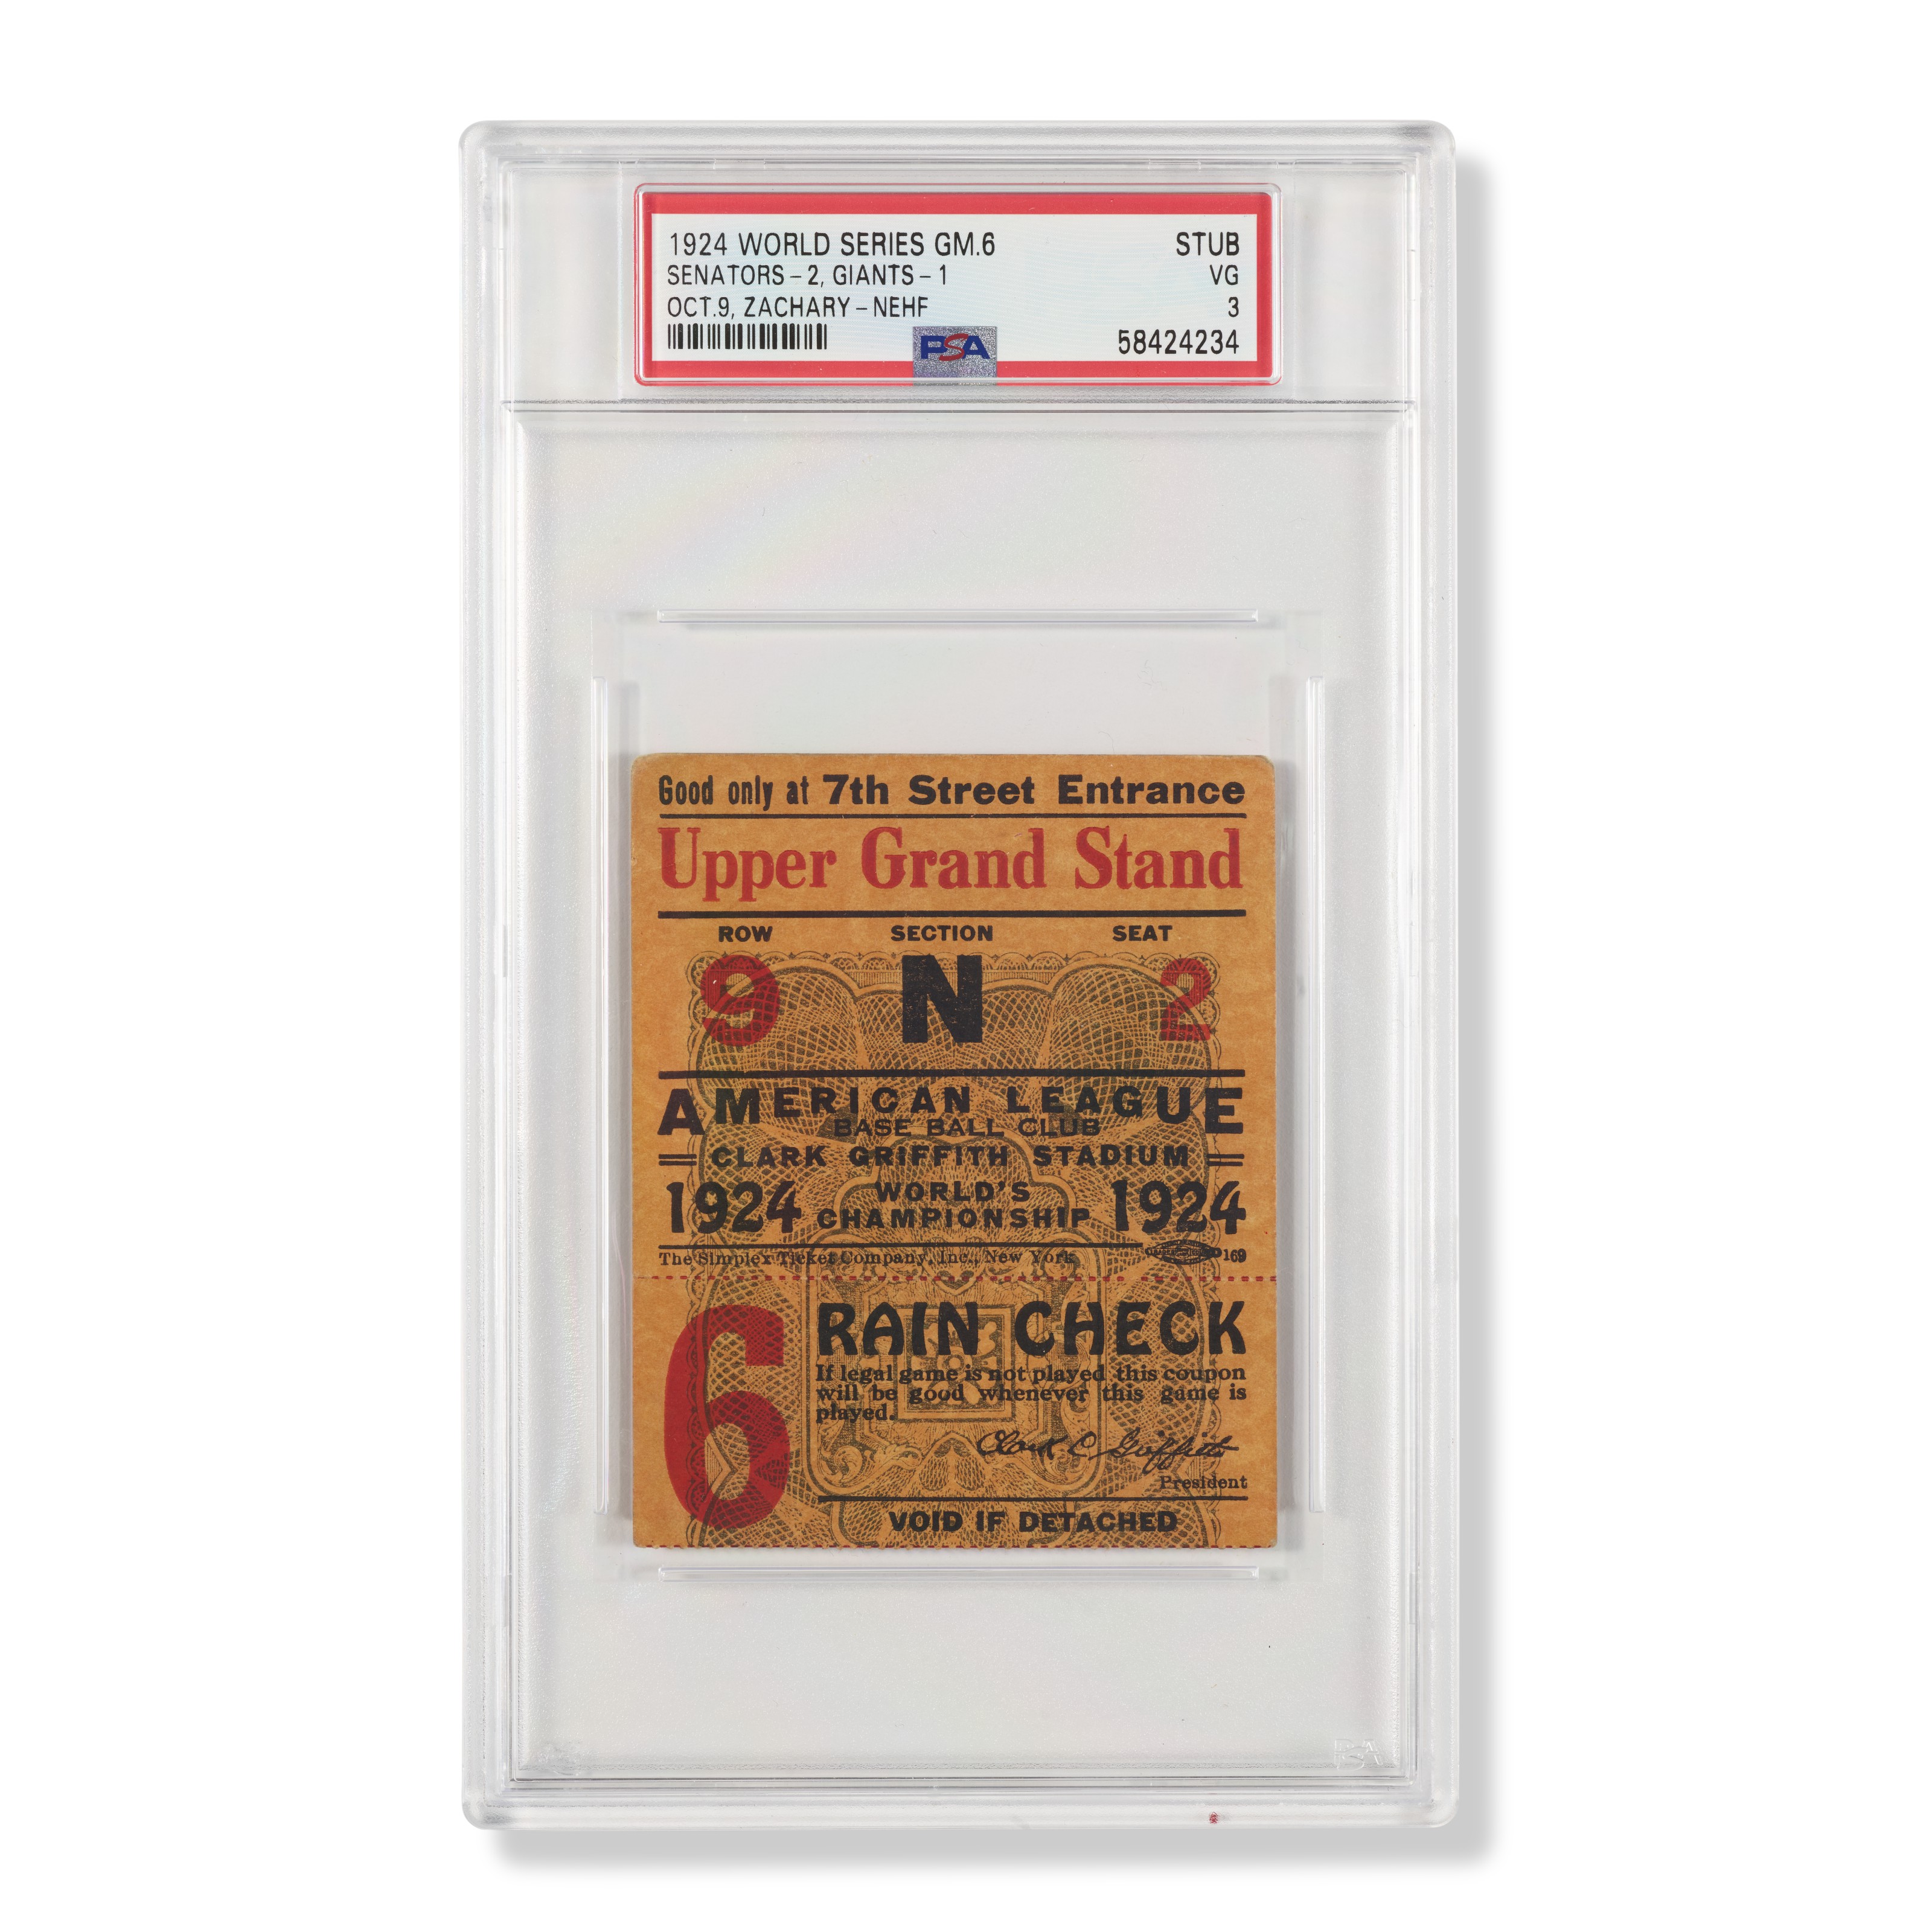 1924 WORLD SERIES GM.6 STUB
SENATORS – 2, GIANTS – 1 VG
OCT.9, ZACHARY – NEHF 3
PSA 58424234
Good only at 7th Street Entrance
Upper Grand Stand
ROW SECTION SEAT
9 N 2
AMERICAN LEAGUE
BASE BALL CLUB
CLARK GRIFFITH STADIUM
1924 WORLD'S CHAMPIONSHIP 1924
The Simplex Ticket Company, Inc., New York 169
6
RAIN CHECK
If legal game is not played this coupon
will be good whenever this game is
played.
Clark C Griffith
President
VOID IF DETACHED
PSA